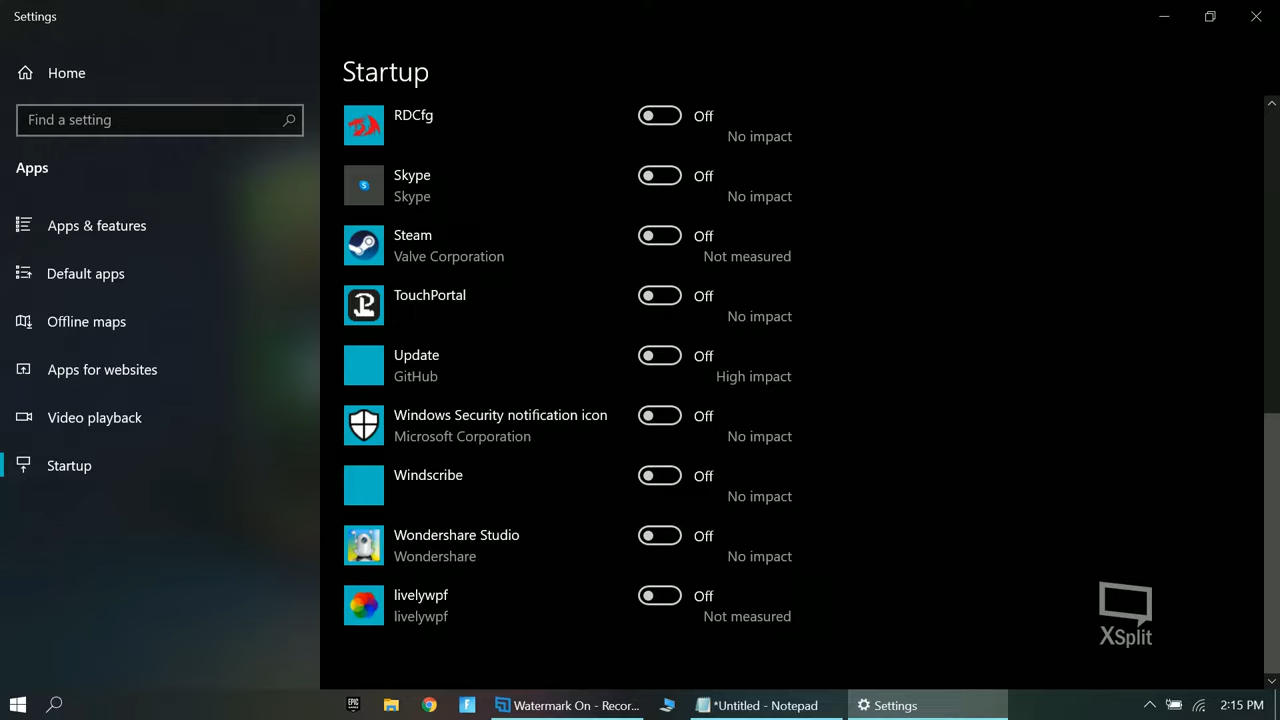 Settings
Home
Find a setting
Apps
Apps & features
Default apps
Offline maps
Apps for websites
Video playback
Startup
Startup
RDCfg
Off
No impact
Skype
Off
Skype
No impact
Steam
Off
Valve Corporation
Not measured
TouchPortal
Off
No impact
Update
Off
GitHub
High impact
Windows Security notification icon
Off
Microsoft Corporation
No impact
Windscribe
Off
No impact
Wondershare Studio
Off
Wondershare
No impact
livelywpf
Off
livelywpf
Not measured
XSplit
EPIC
Watermark On - Recor...
*Untitled - Notepad
Settings
2:15 PM